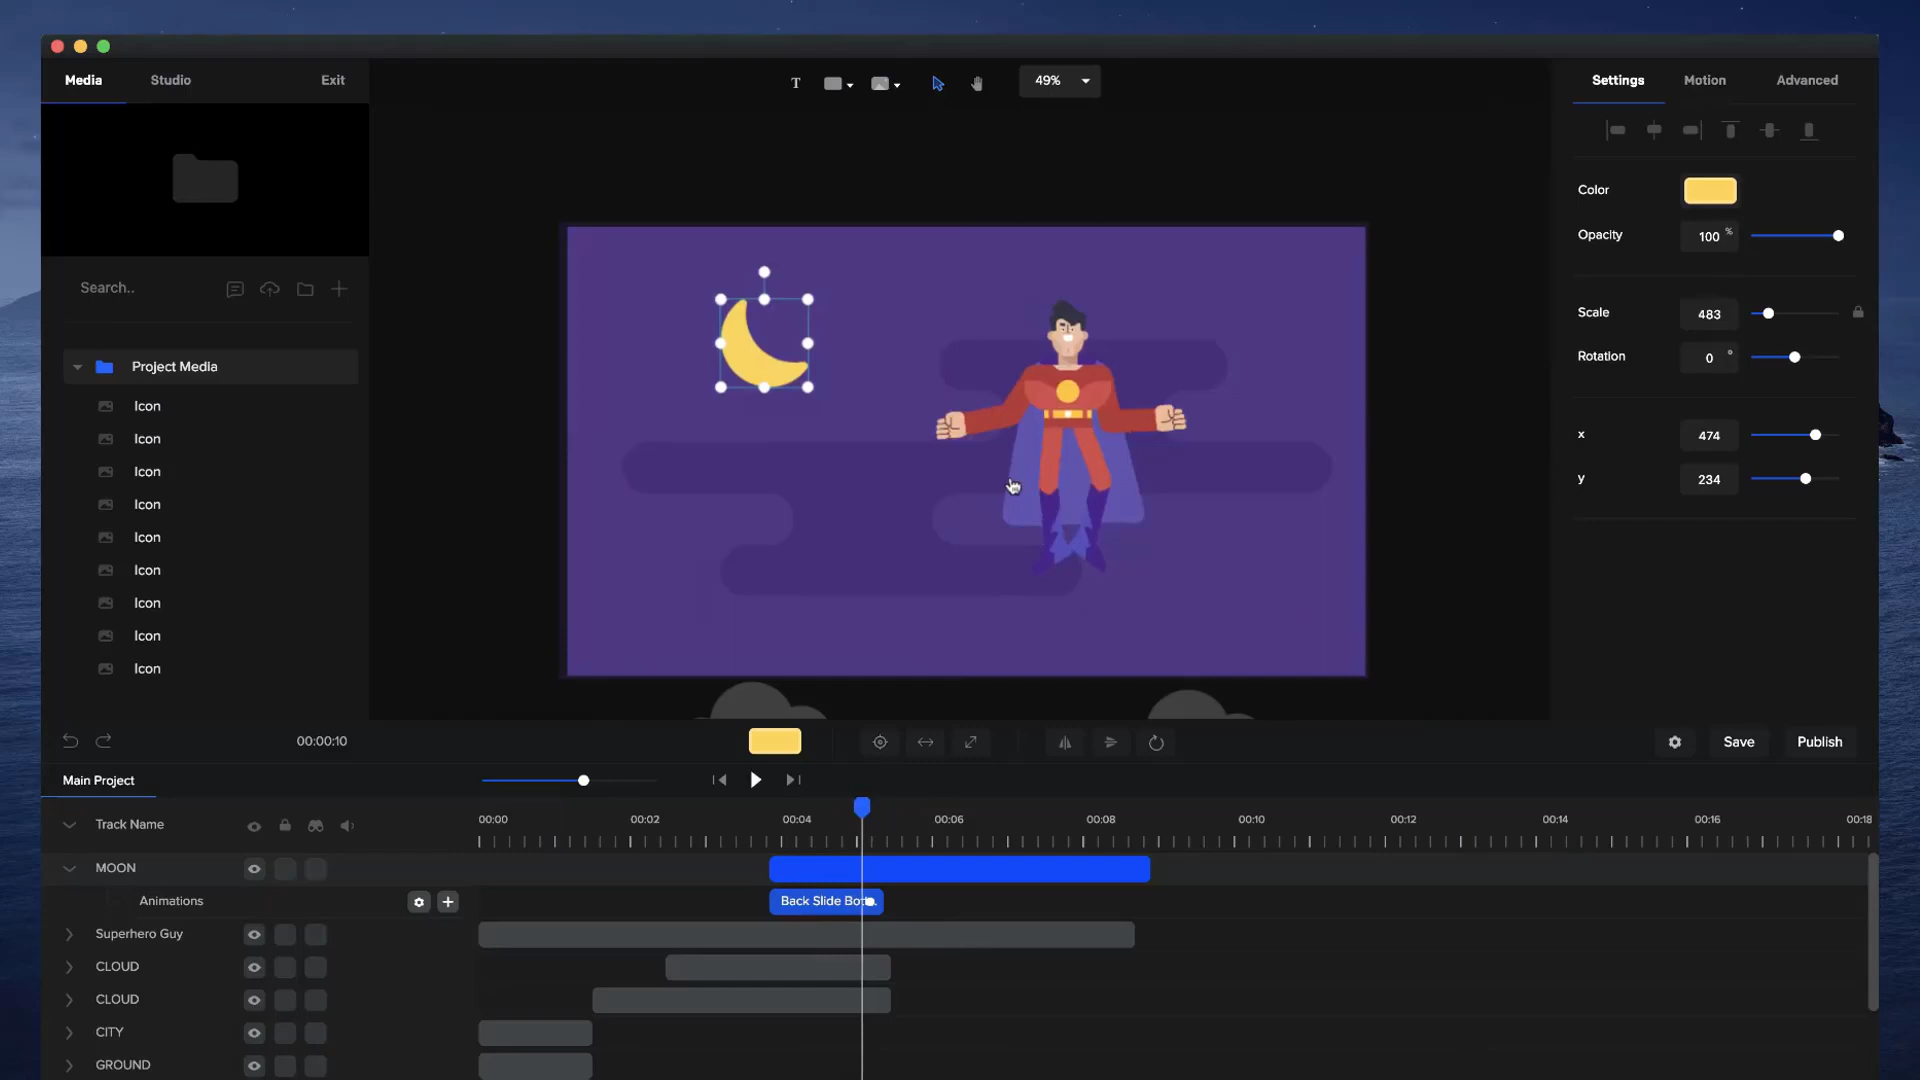 Media Studio Exit
T 49%
Settings Motion Advanced
Color
Opacity 100 %
Search..
Scale 483
Rotation 0 °
Project Media
Icon
Icon
x 474
Icon
y 234
Icon
Icon
Icon
Icon
Icon
Icon
00:00:10
Save Publish
Main Project
Track Name
00:00 00:02 00:04 00:06 00:08 00:10 00:12 00:14 00:16 00:18
MOON
Animations
Back Slide Bot
Superhero Guy
CLOUD
CLOUD
CITY
GROUND